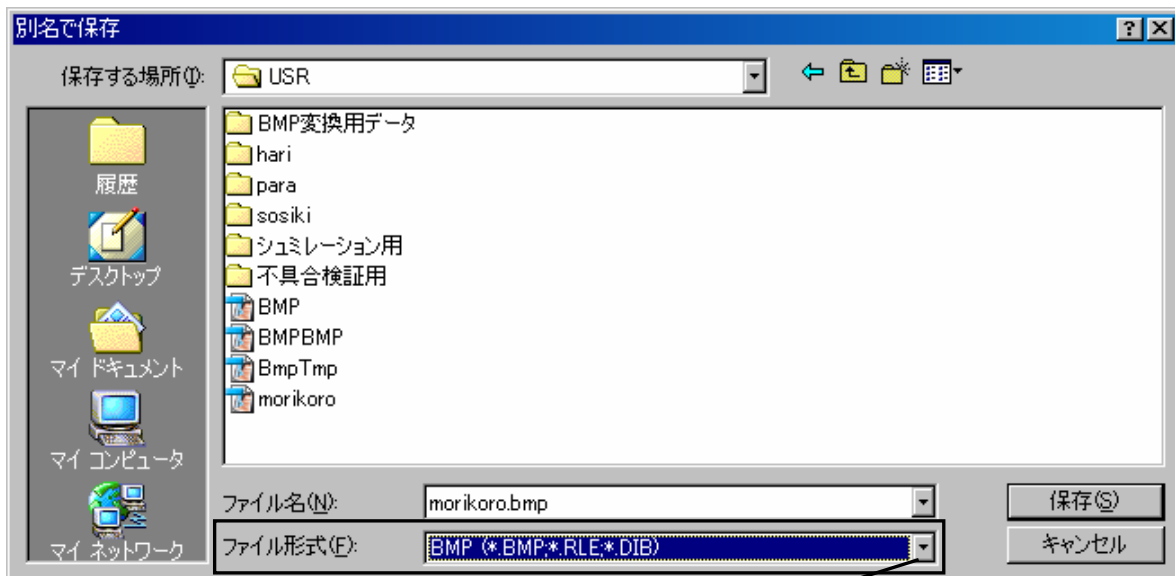 別名で保存
保存する場所(I):
USR
履歴
デスクトップ
マイ ドキュメント
マイ コンピュータ
マイ ネットワーク
BMP変換用データ
hari
para
sosiki
シュミレーション用
不具合検証用
BMP
BMPBMP
BmpTmp
morikoro
ファイル名(N):
morikoro.bmp
保存(S)
ファイル形式(F):
BMP (*.BMP;*.RLE;*.DIB)
キャンセル